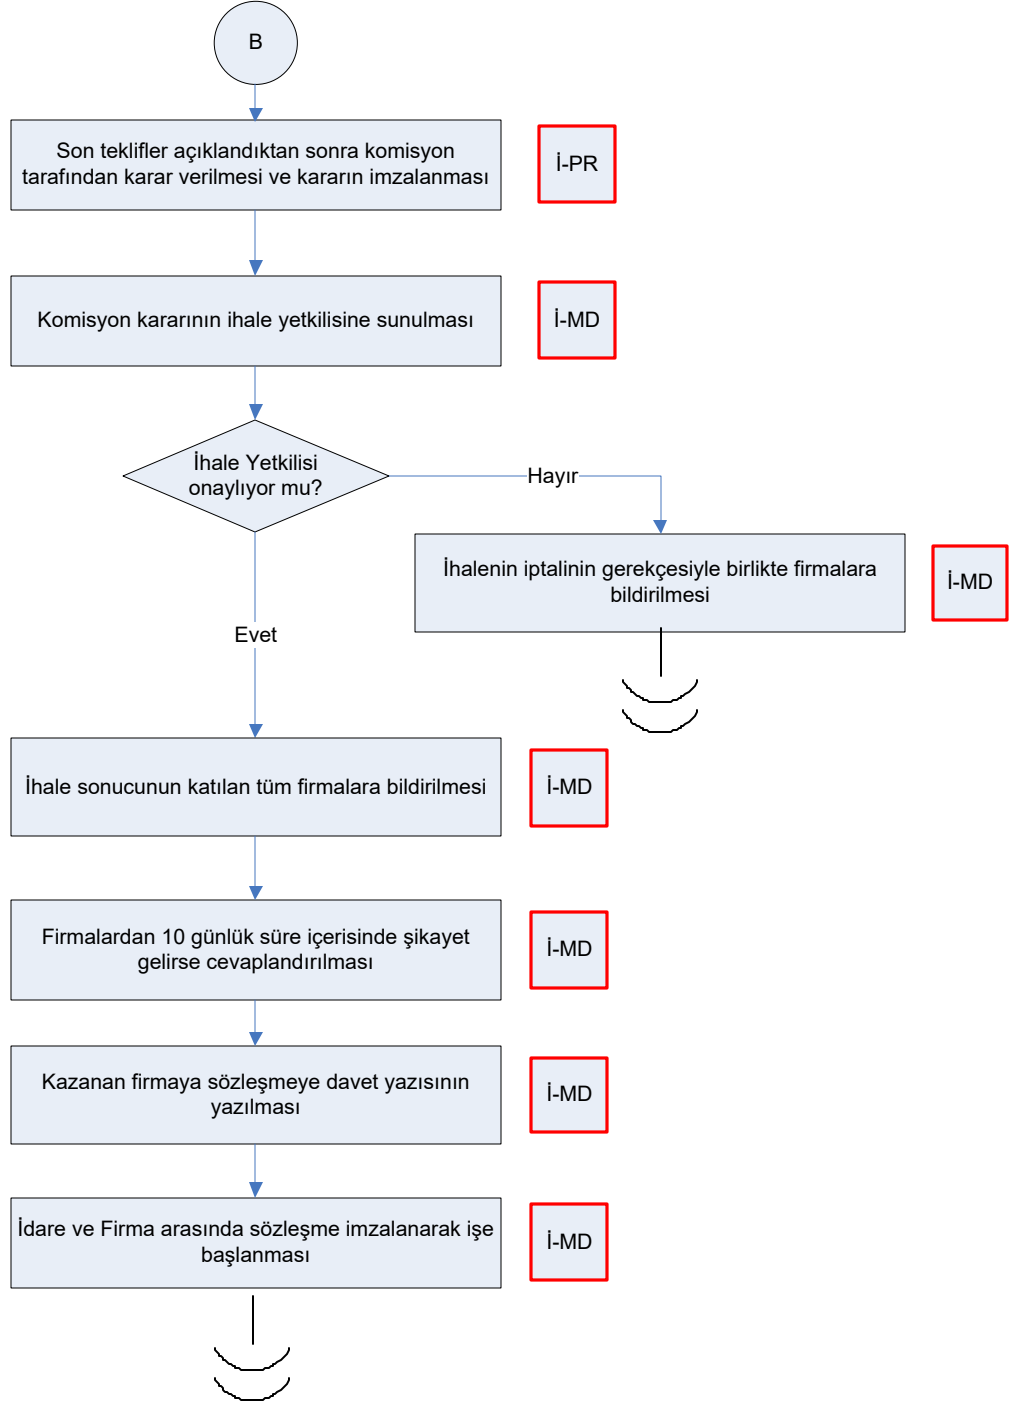 B
Son teklifler açıklandıktan sonra komisyon
tarafından karar verilmesi ve kararın imzalanması
İ-PR
Komisyon kararının ihale yetkilisine sunulması
İ-MD
İhale Yetkilisi
onaylıyor mu?
Hayır
İhalenin iptalinin gerekçesiyle birlikte firmalara
bildirilmesi
İ-MD
Evet
İhale sonucunun katılan tüm firmalara bildirilmesi
İ-MD
Firmalardan 10 günlük süre içerisinde şikayet
gelirse cevaplandırılması
İ-MD
Kazanan firmaya sözleşmeye davet yazısının
yazılması
İ-MD
İdare ve Firma arasında sözleşme imzalanarak işe
başlanması
İ-MD